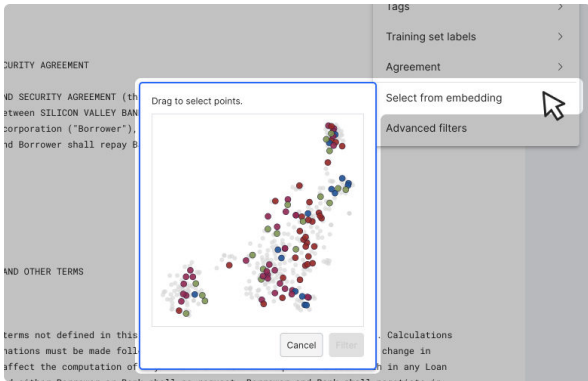 Tags
Training set labels
CURITY AGREEMENT
Agreement
ND SECURITY AGREEMENT (th
Select from embedding
Drag to select points.
etween SILICON VALLEY BAN
corporation ("Borrower"),
nd Borrower shall repay B
Advanced filters
AND OTHER TERMS
terms not defined in this
. Calculations
Cancel
Filter
nations must be made foll
change in
affect the computation of
h in any Loan